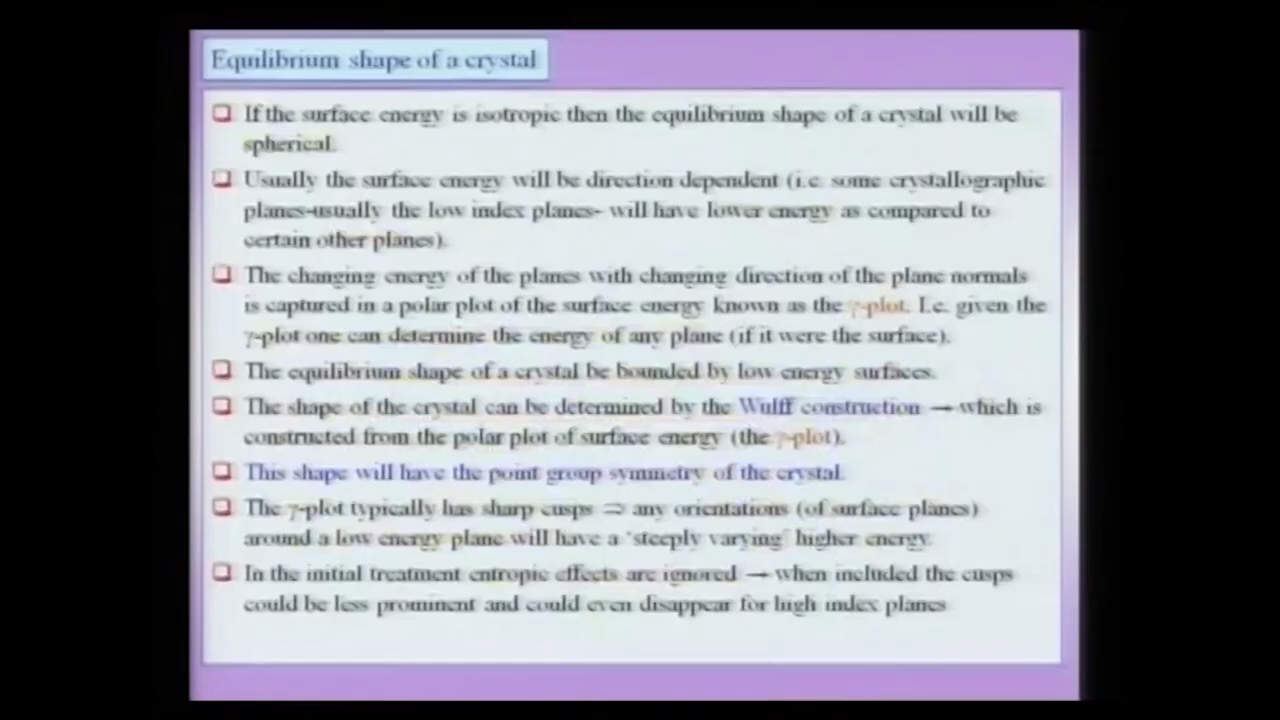 Equilibrium shape of a crystal
If the surface energy is isotropic then the equilibrium shape of a crystal will be
spherical.
Usually the surface energy will be direction dependent (i.e. some crystallographic
planes-usually the low index planes- will have lower energy as compared to
certain other planes).
The changing energy of the planes with changing direction of the plane normals
is captured in a polar plot of the surface energy known as the γ-plot. I.e. given the
γ-plot one can determine the energy of any plane (if it were the surface).
The equilibrium shape of a crystal be bounded by low energy surfaces.
The shape of the crystal can be determined by the Wulff construction → which is
constructed from the polar plot of surface energy (the γ-plot).
This shape will have the point group symmetry of the crystal.
The γ-plot typically has sharp cusps ⊃ any orientations (of surface planes)
around a low energy plane will have a 'steeply varying' higher energy.
In the initial treatment entropic effects are ignored → when included the cusps
could be less prominent and could even disappear for high index planes